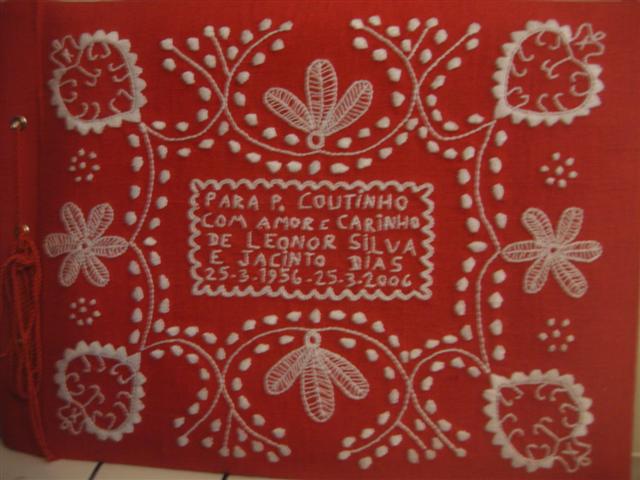 PARA P. COUTINHO
COM AMOR E CARINHO
DE LEONOR SILVA
E JACINTO DIAS
25-3-1956-25-3-2006